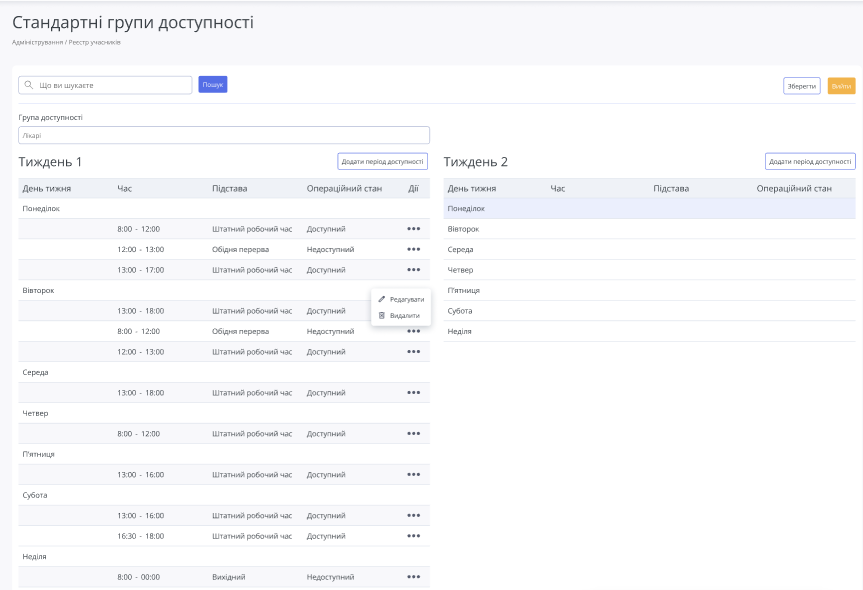 Стандартні групи доступності
Адміністрування / Реєстр учасників
Що ви шукаєте
Пошук
Зберегти
Вийти
Група доступності
Лікарі
Тиждень 1
Додати період доступності
День тижня Час Підстава Операційний стан Дії
Понеділок
8:00 - 12:00 Штатний робочий час Доступний
12:00 - 13:00 Обідня перерва Недоступний
13:00 - 17:00 Штатний робочий час Доступний
Вівторок
Редагувати
Видалити
13:00 - 18:00 Штатний робочий час Доступний
8:00 - 12:00 Обідня перерва Недоступний
12:00 - 13:00 Штатний робочий час Доступний
Середа
13:00 - 18:00 Штатний робочий час Доступний
Четвер
8:00 - 12:00 Штатний робочий час Доступний
П'ятниця
13:00 - 16:00 Штатний робочий час Доступний
Субота
13:00 - 16:00 Штатний робочий час Доступний
16:30 - 18:00 Штатний робочий час Доступний
Неділя
8:00 - 00:00 Вихідний Недоступний
Тиждень 2
Додати період доступності
День тижня Час Підстава Операційний стан
Понеділок
Вівторок
Середа
Четвер
П'ятниця
Субота
Неділя